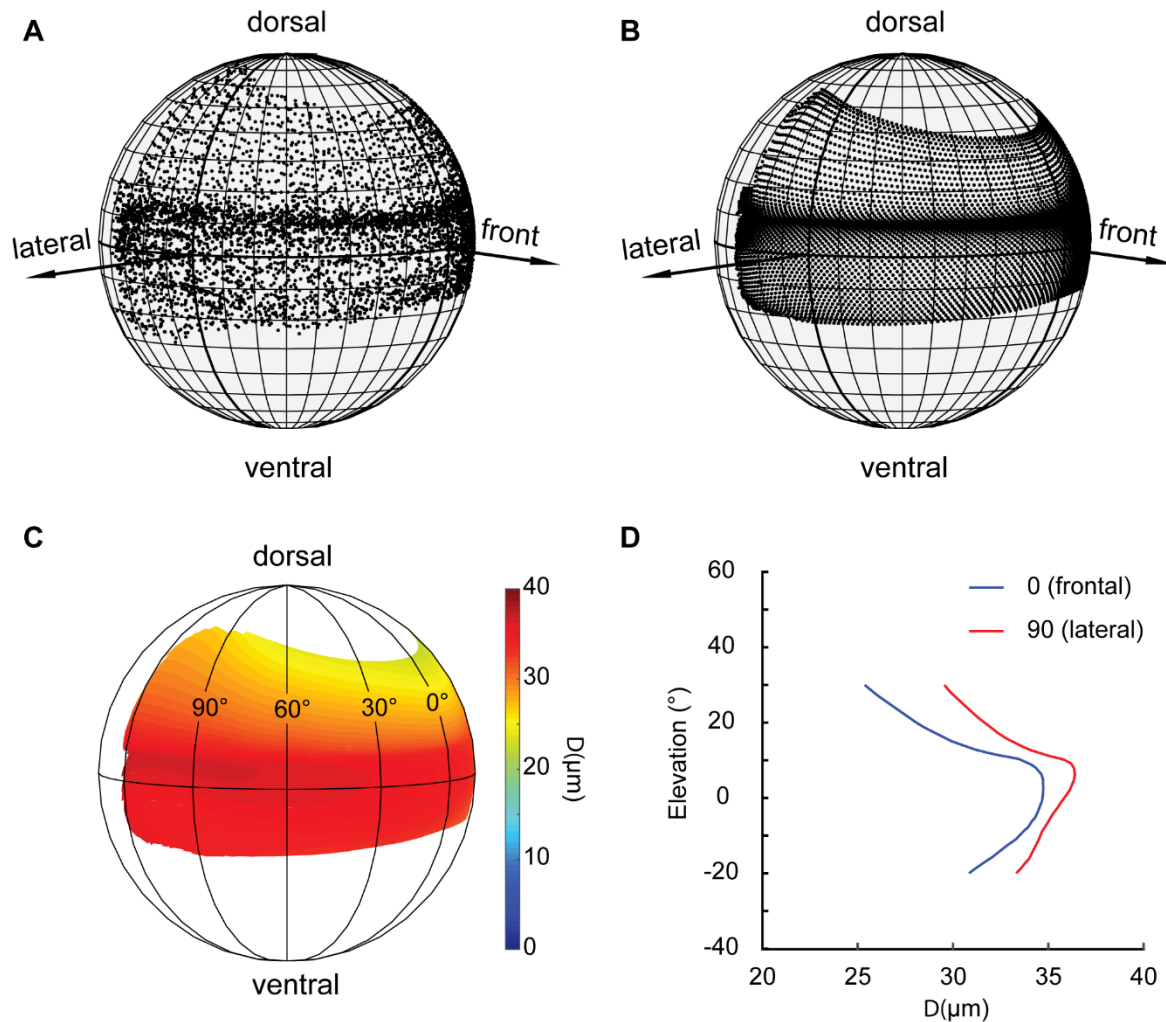 A
dorsal
lateral
front
ventral
B
dorsal
lateral
front
ventral
C
dorsal
90°
60°
30°
0°
ventral
40
30
20
10
0
D(µm)
D
60
40
20
0
-20
-40
Elevation (°)
0 (frontal)
90 (lateral)
20
25
30
35
40
D(µm)